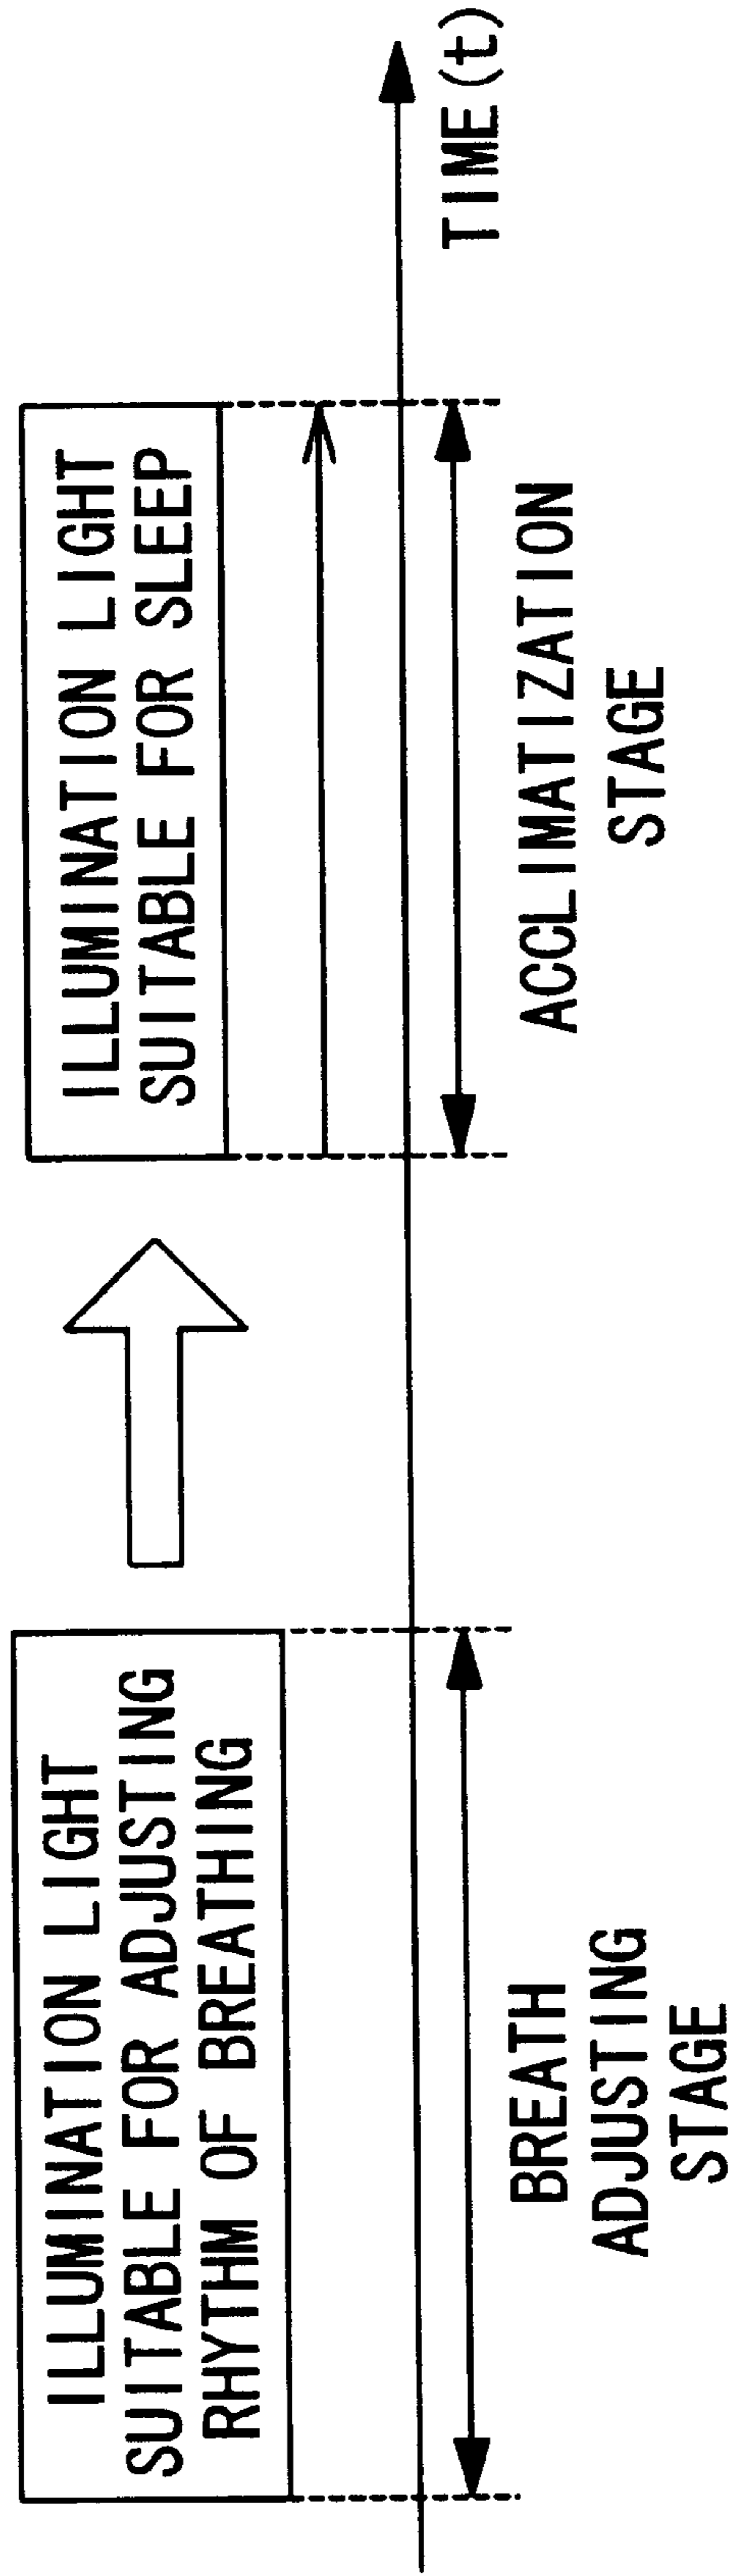 ILLUMINATION LIGHT
SUITABLE FOR ADJUSTING
RHYTHM OF BREATHING
ILLUMINATION LIGHT
SUITABLE FOR SLEEP
TIME(t)
BREATH
ADJUSTING
STAGE
ACCLIMATIZATION
STAGE